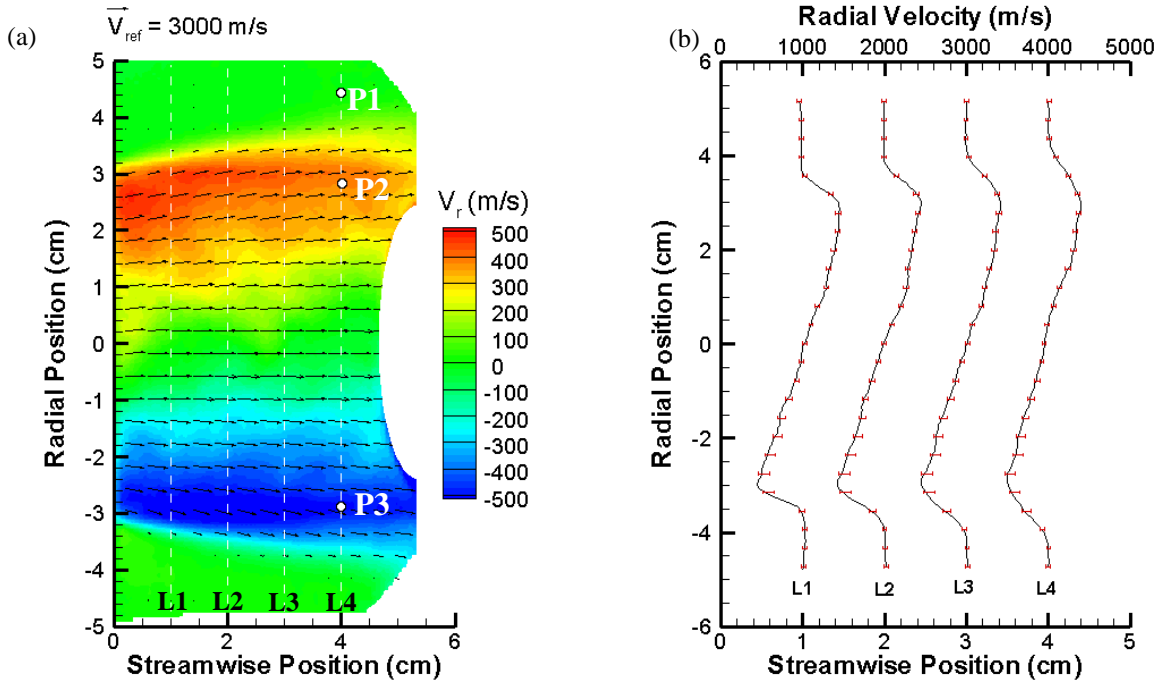 (a)
V ref = 3000 m/s
5
4
3
2
1
0
-1
-2
-3
-4
-5
Radial Position (cm)
P1
P2
P3
L1 L2 L3 L4
0 2 4 6
Streamwise Position (cm)
V r (m/s)
500
400
300
200
100
0
-100
-200
-300
-400
-500
(b)
Radial Velocity (m/s)
0 1000 2000 3000 4000 5000
6
4
2
0
-2
-4
-6
Radial Position (cm)
L1 L2 L3 L4
0 1 2 3 4 5
Streamwise Position (cm)